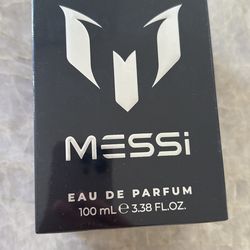 MESSi
EAU DE PARFUM
100 mL ℮ 3.38 FL.OZ.